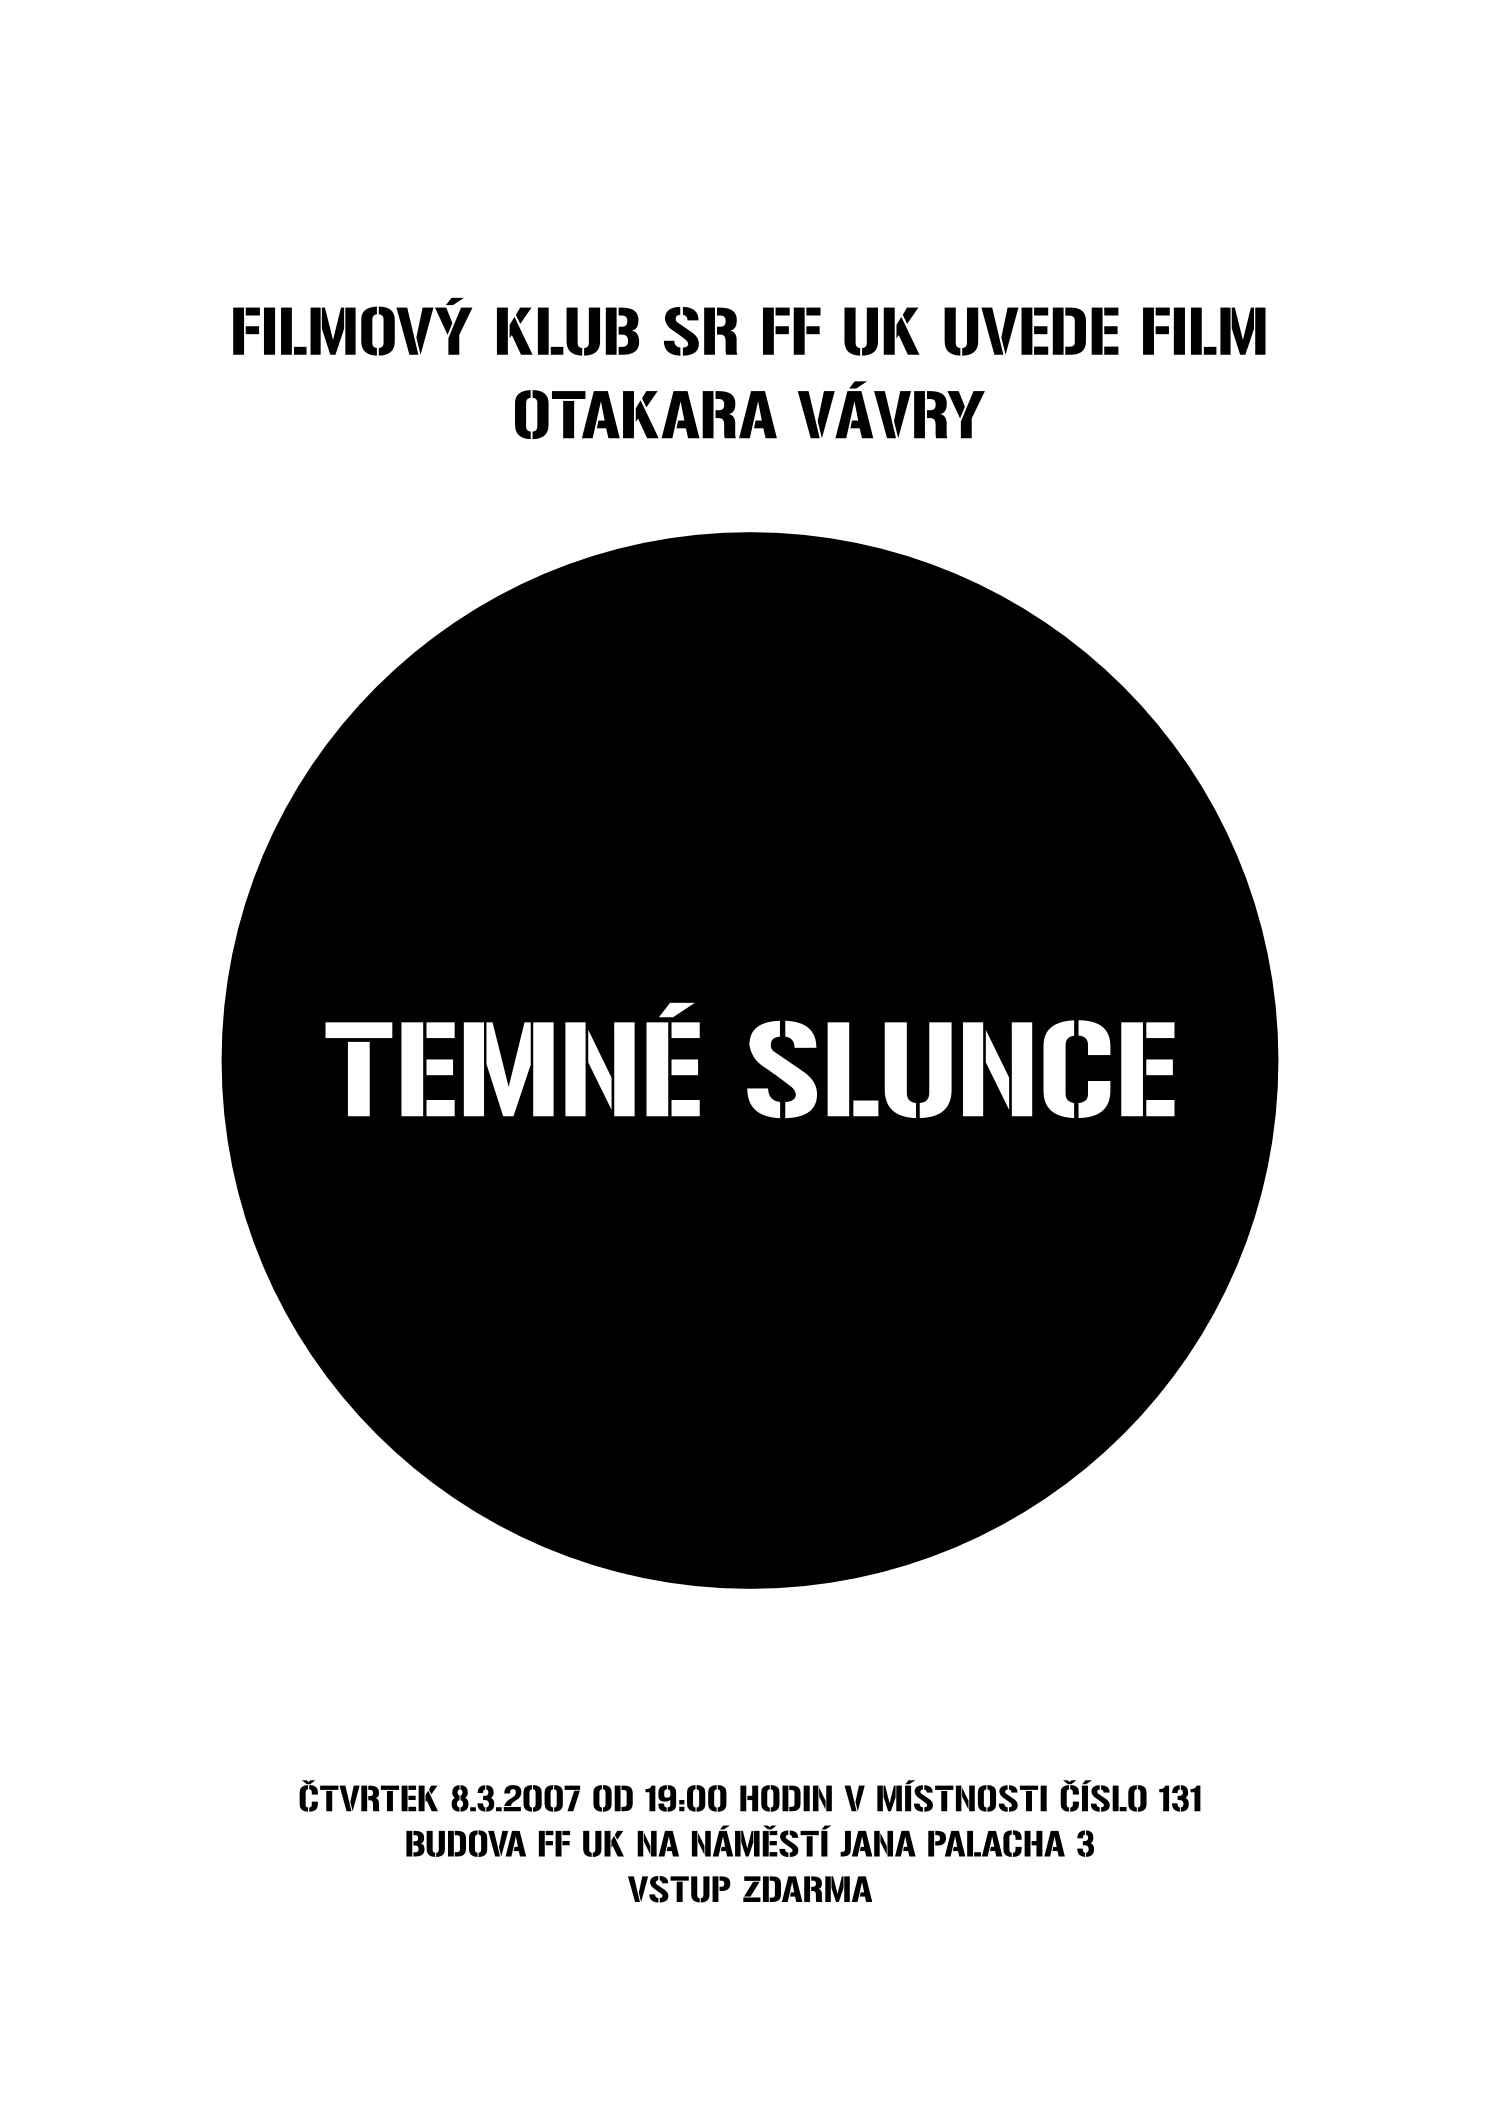 FILMOVÝ KLUB SR FF UK UVEDE FILM
OTAKARA VÁVRY
TEMNÉ SLUNCE
ČTVRTEK 8.3.2007 OD 19:00 HODIN V MÍSTNOSTI ČÍSLO 131
BUDOVA FF UK NA NÁMĚSTÍ JANA PALACHA 3
VSTUP ZDARMA